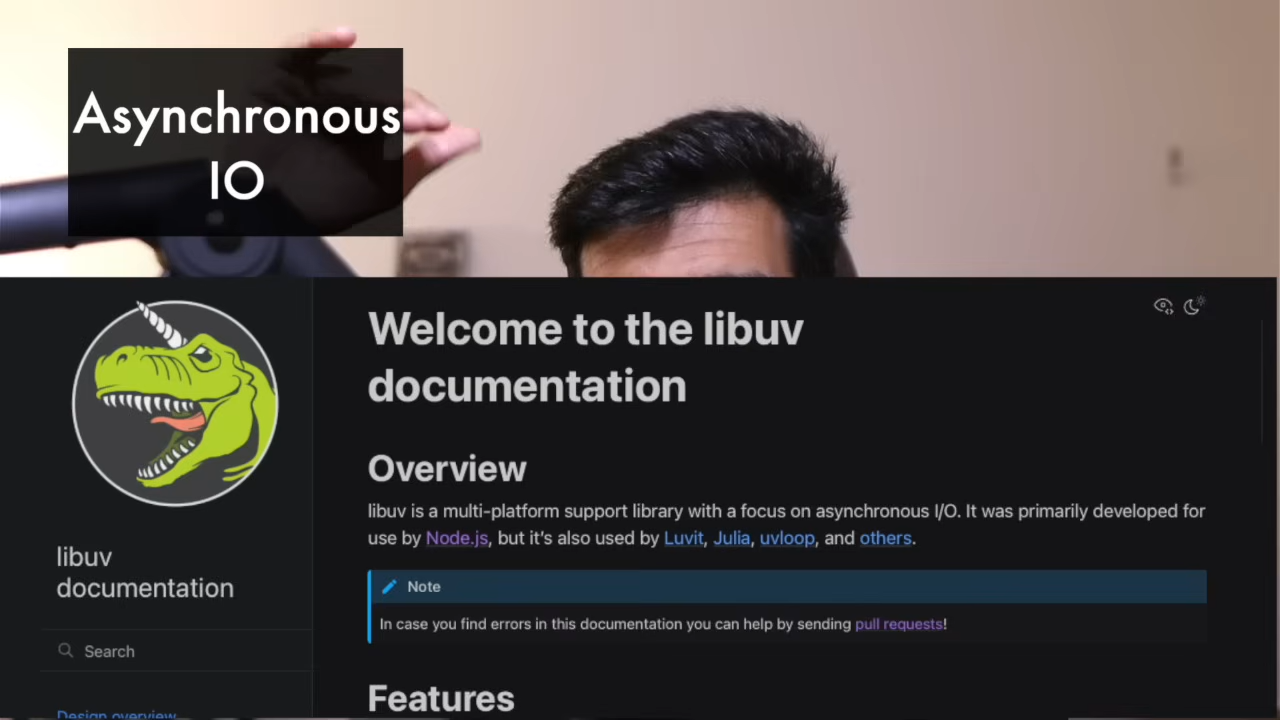 Asynchronous
IO
libuv
documentation
Search
Design overview
Welcome to the libuv
documentation
Overview
libuv is a multi-platform support library with a focus on asynchronous I/O. It was primarily developed for
use by Node.js, but it's also used by Luvit, Julia, uvloop, and others.
Note
In case you find errors in this documentation you can help by sending pull requests!
Features